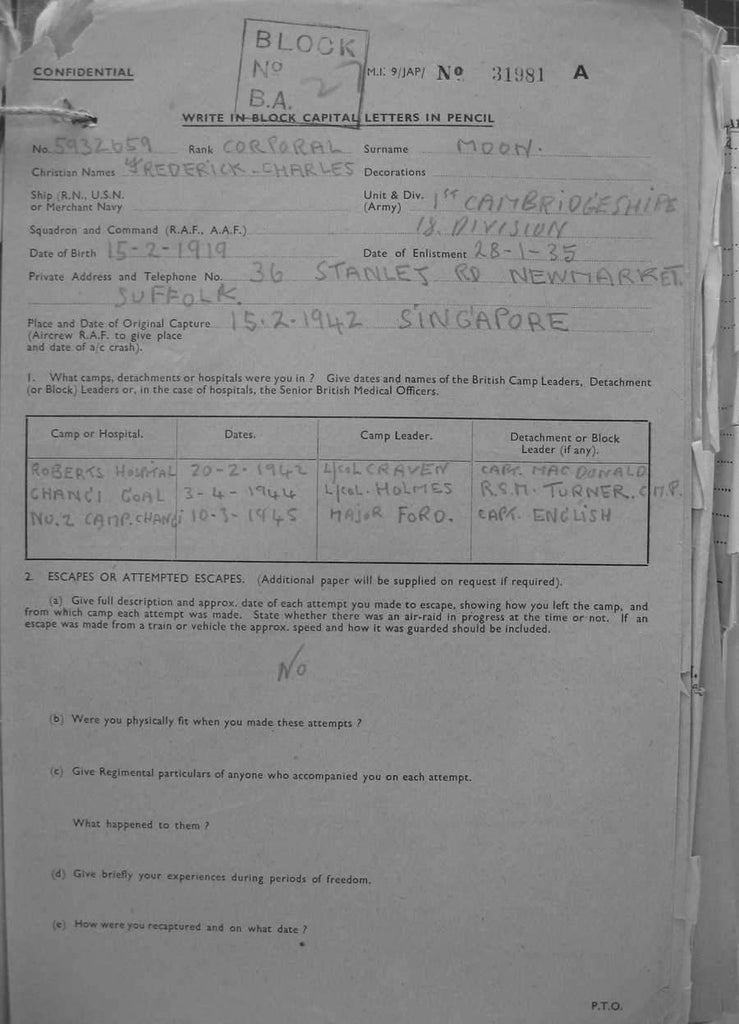 BLOCK
No 27
B.A.
CONFIDENTIAL
M.I. 9/JAP/ No 31981 A
WRITE IN BLOCK CAPITAL LETTERS IN PENCIL
No. 5932659 Rank CORPORAL Surname MOON.
Christian Names FREDERICK. CHARLES Decorations
Ship (R.N., U.S.N. Unit & Div. 1ST CAMBRIDGESHIRE
or Merchant Navy (Army)
Squadron and Command (R.A.F., A.A.F.) 18. DIVISION
Date of Birth 15-2-1919 Date of Enlistment 28-1-35
Private Address and Telephone No. 36 STANLEY RD NEWMARKET.
SUFFOLK.
Place and Date of Original Capture 15.2-1942 SINGAPORE
(Aircrew R.A.F. to give place
and date of a/c crash).
1. What camps, detachments or hospitals were you in ? Give dates and names of the British Camp Leaders, Detachment
(or Block) Leaders or, in the case of hospitals, the Senior British Medical Officers.
Camp or Hospital. Dates. Camp Leader. Detachment or Block
Leader (if any).
ROBERTS HOSPITAL 20-2-1942 L/COL CRAVEN CAPT. MAC DONALD
CHANGI GOAL 3-4-1944 L/COL. HOLMES R.S.M. TURNER. C.M.P.
NO.2 CAMP. CHANGI 10-3-1945 MAJOR FORD. CAPT. ENGLISH
2. ESCAPES OR ATTEMPTED ESCAPES. (Additional paper will be supplied on request if required).
(a) Give full description and approx. date of each attempt you made to escape, showing how you left the camp, and
from which camp each attempt was made. State whether there was an air-raid in progress at the time or not. If an
escape was made from a train or vehicle the approx. speed and how it was guarded should be included.
No
(b) Were you physically fit when you made these attempts ?
(c) Give Regimental particulars of anyone who accompanied you on each attempt.
What happened to them ?
(d) Give briefly your experiences during periods of freedom.
(e) How were you recaptured and on what date ?
P.T.O.